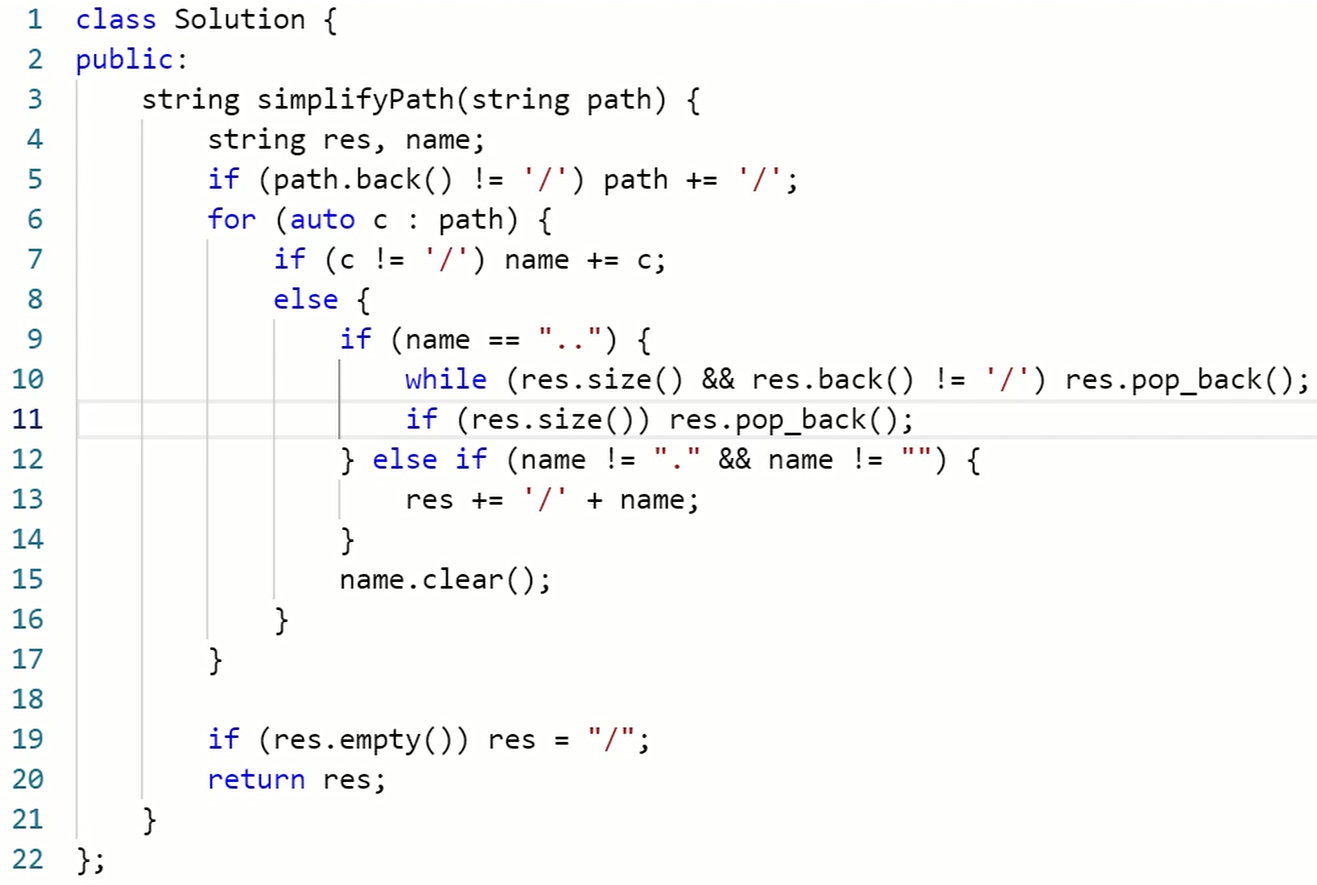 1 class Solution {
2 public:
3     string simplifyPath(string path) {
4         string res, name;
5         if (path.back() != '/') path += '/';
6         for (auto c : path) {
7             if (c != '/') name += c;
8             else {
9                 if (name == "..") {
10                     while (res.size() && res.back() != '/') res.pop_back();
11                     if (res.size()) res.pop_back();
12                 } else if (name != "." && name != "") {
13                     res += '/' + name;
14                 }
15                 name.clear();
16             }
17         }
18
19         if (res.empty()) res = "/";
20         return res;
21     }
22 };